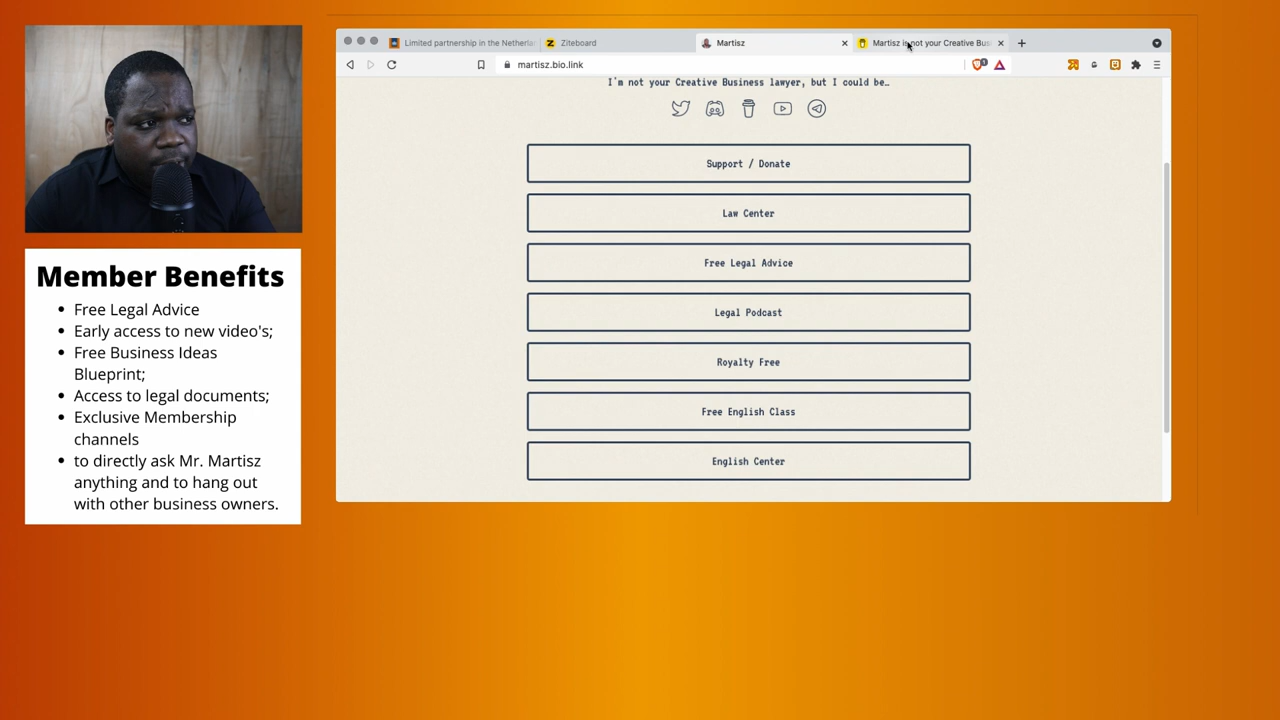 Limited partnership in the Netherla
Ziteboard
Martisz
Martisz is not your Creative Busi
martisz.bio.link
1
I'm not your Creative Business lawyer, but I could be…
Support / Donate
Law Center
Free Legal Advice
Legal Podcast
Royalty Free
Free English Class
English Center
Member Benefits
Free Legal Advice
Early access to new video's;
Free Business Ideas
Blueprint;
Access to legal documents;
Exclusive Membership
channels
to directly ask Mr. Martisz
anything and to hang out
with other business owners.